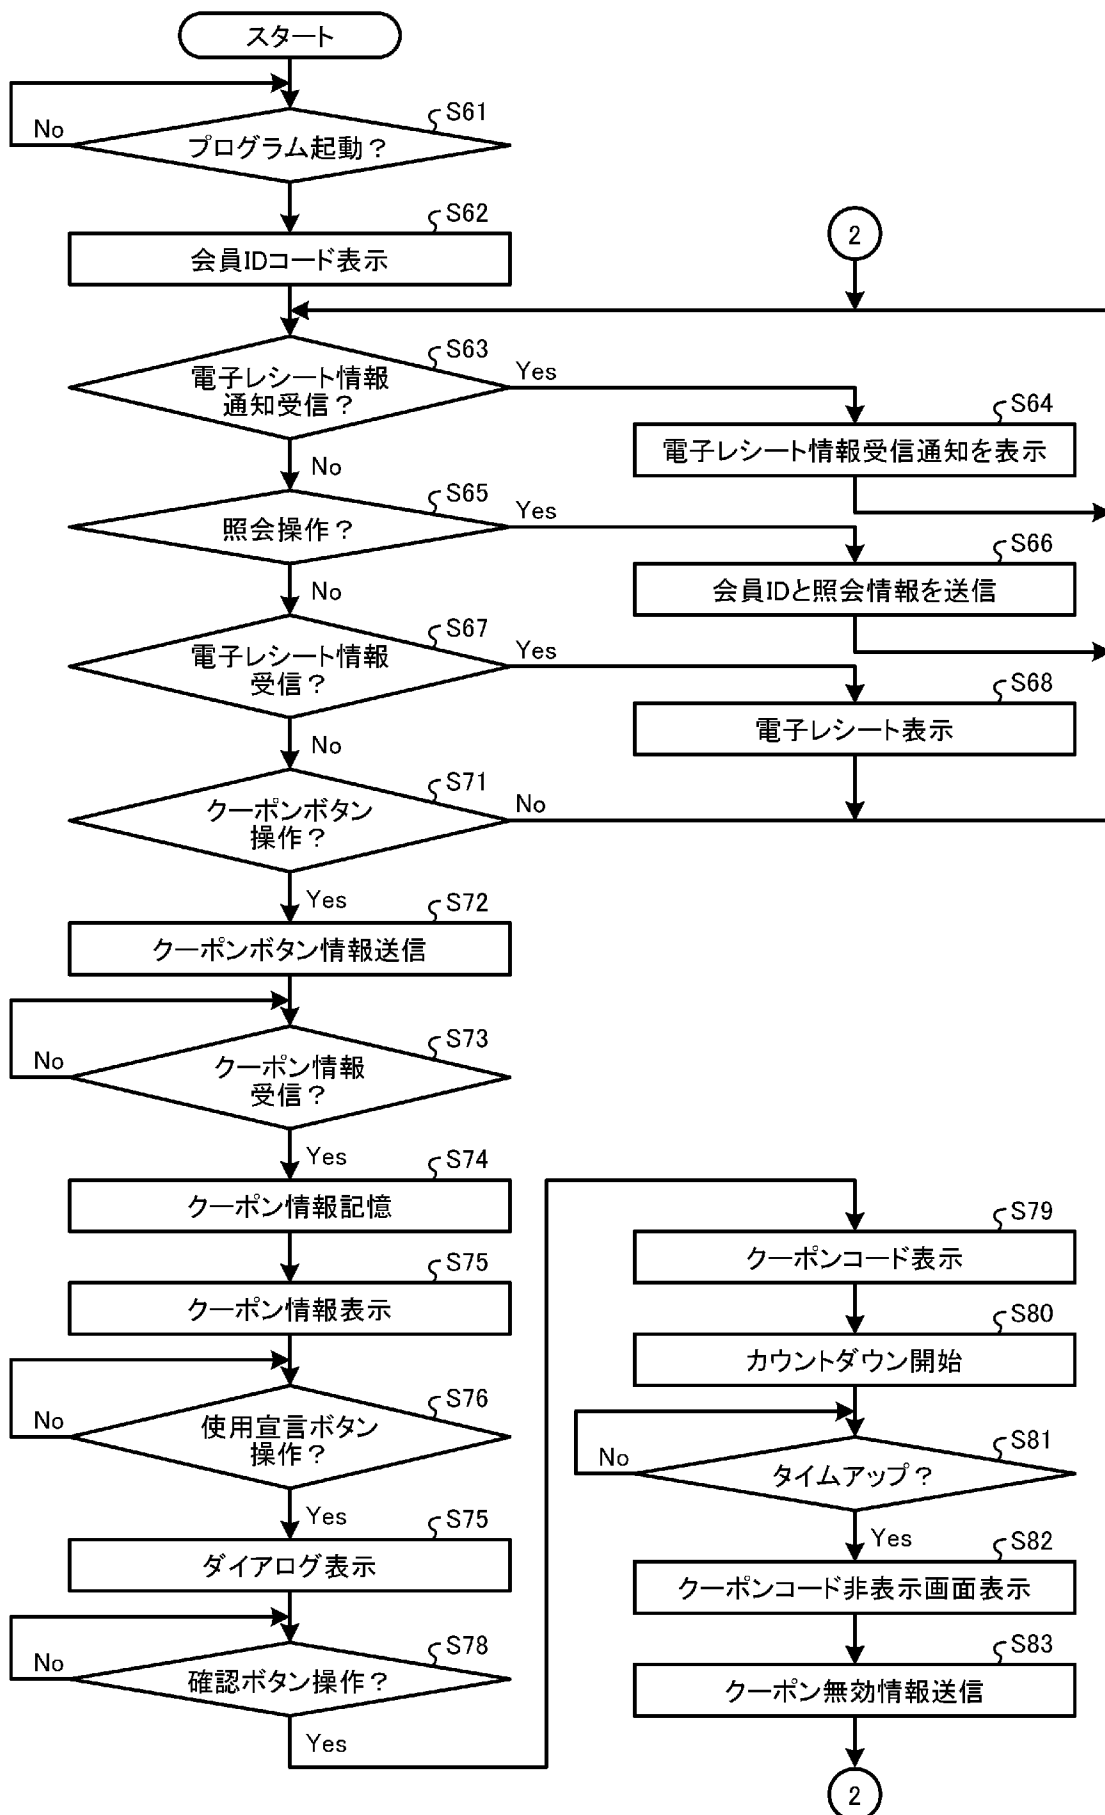 スタート
S61
No
プログラム起動？
S62
会員IDコード表示
2
S63
電子レシート情報
通知受信？
Yes
No
S64
電子レシート情報受信通知を表示
S65
照会操作？
Yes
No
S66
会員IDと照会情報を送信
S67
電子レシート情報
受信？
Yes
No
S68
電子レシート表示
S71
クーポンボタン
操作？
No
Yes
S72
クーポンボタン情報送信
S73
No
クーポン情報
受信？
Yes
S74
クーポン情報記憶
S75
クーポン情報表示
S76
No
使用宣言ボタン
操作？
Yes
S75
ダイアログ表示
S78
No
確認ボタン操作？
Yes
S79
クーポンコード表示
S80
カウントダウン開始
S81
No
タイムアップ？
Yes
S82
クーポンコード非表示画面表示
S83
クーポン無効情報送信
2